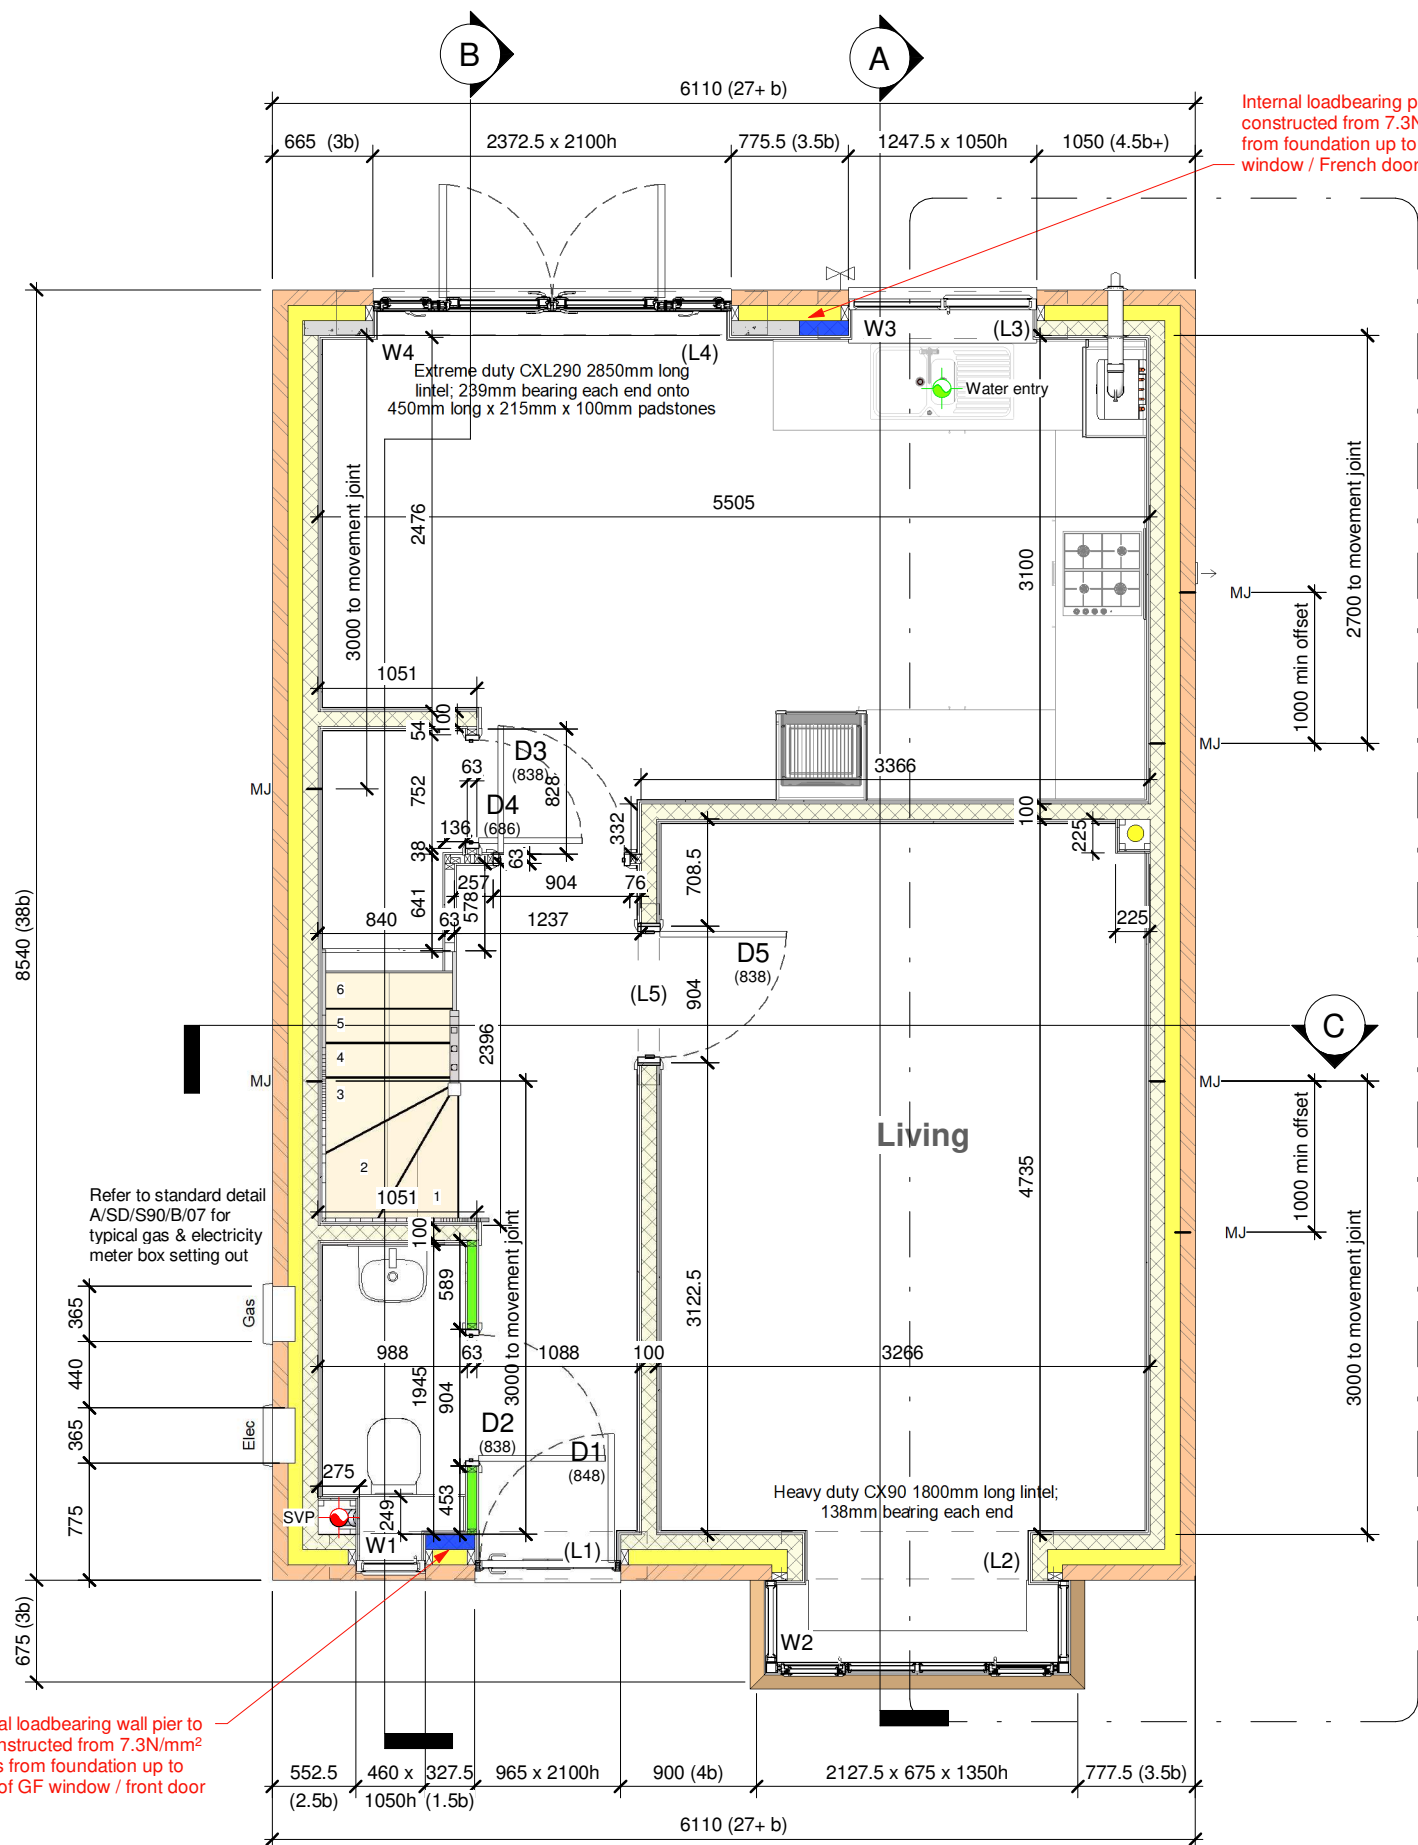 B
A
6110 (27+ b)
665 (3b)
2372.5 x 2100h
775.5 (3.5b)
1247.5 x 1050h
1050 (4.5b+)
Internal loadbearing p
constructed from 7.3N
from foundation up to
window / French door
W4
(L4)
W3
(L3)
Extreme duty CXL290 2850mm long
lintel; 239mm bearing each end onto
450mm long x 215mm x 100mm padstones
Water entry
3000 to movement joint
2476
5505
3100
2700 to movement joint
1000 min offset
MJ
MJ
1051
100
54
D3
(838)
63
828
752
D4
(686)
136
38
63
332
3366
100
225
MJ
257
904
76
708.5
641
578
840
63
1237
225
8540 (38b)
D5
(838)
904
(L5)
6
5
4
3
2
1
2396
C
MJ
MJ
1000 min offset
Living
4735
1051
100
Refer to standard detail
A/SD/S90/B/07 for
typical gas & electricity
meter box setting out
MJ
589
3000 to movement joint
3122.5
3000 to movement joint
365
Gas
440
988
63
1088
100
3266
1945
904
365
Elec
D2
(838)
D1
(848)
275
775
249
453
SVP
W1
(L1)
Heavy duty CX90 1800mm long lintel;
138mm bearing each end
(L2)
675 (3b)
W2
al loadbearing wall pier to
nstructed from 7.3N/mm²
s from foundation up to
of GF window / front door
552.5
(2.5b)
460 x
1050h
327.5
(1.5b)
965 x 2100h
900 (4b)
2127.5 x 675 x 1350h
777.5 (3.5b)
6110 (27+ b)